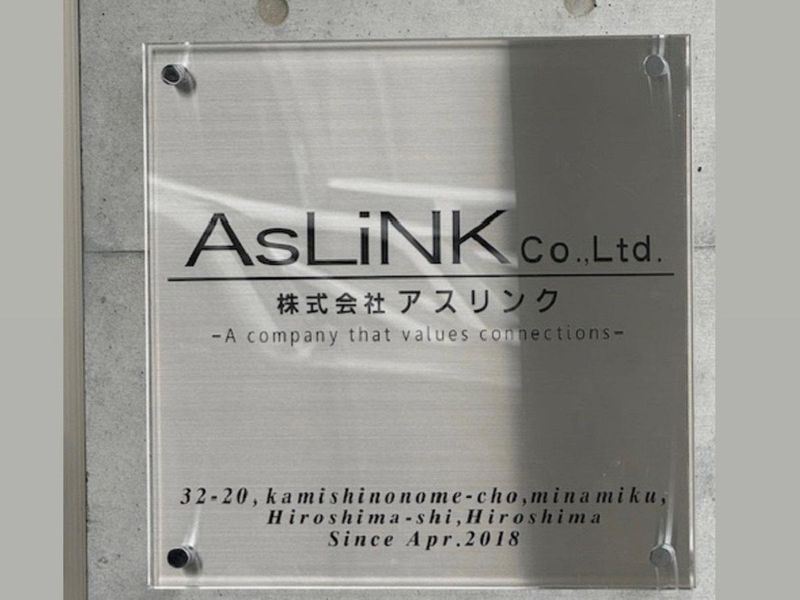 AsLiNK Co.,Ltd.
株式会社 アスリンク
-A company that values connections-
32-20,kamishinonome-cho,minamiku,
Hiroshima-shi,Hiroshima
Since Apr.2018